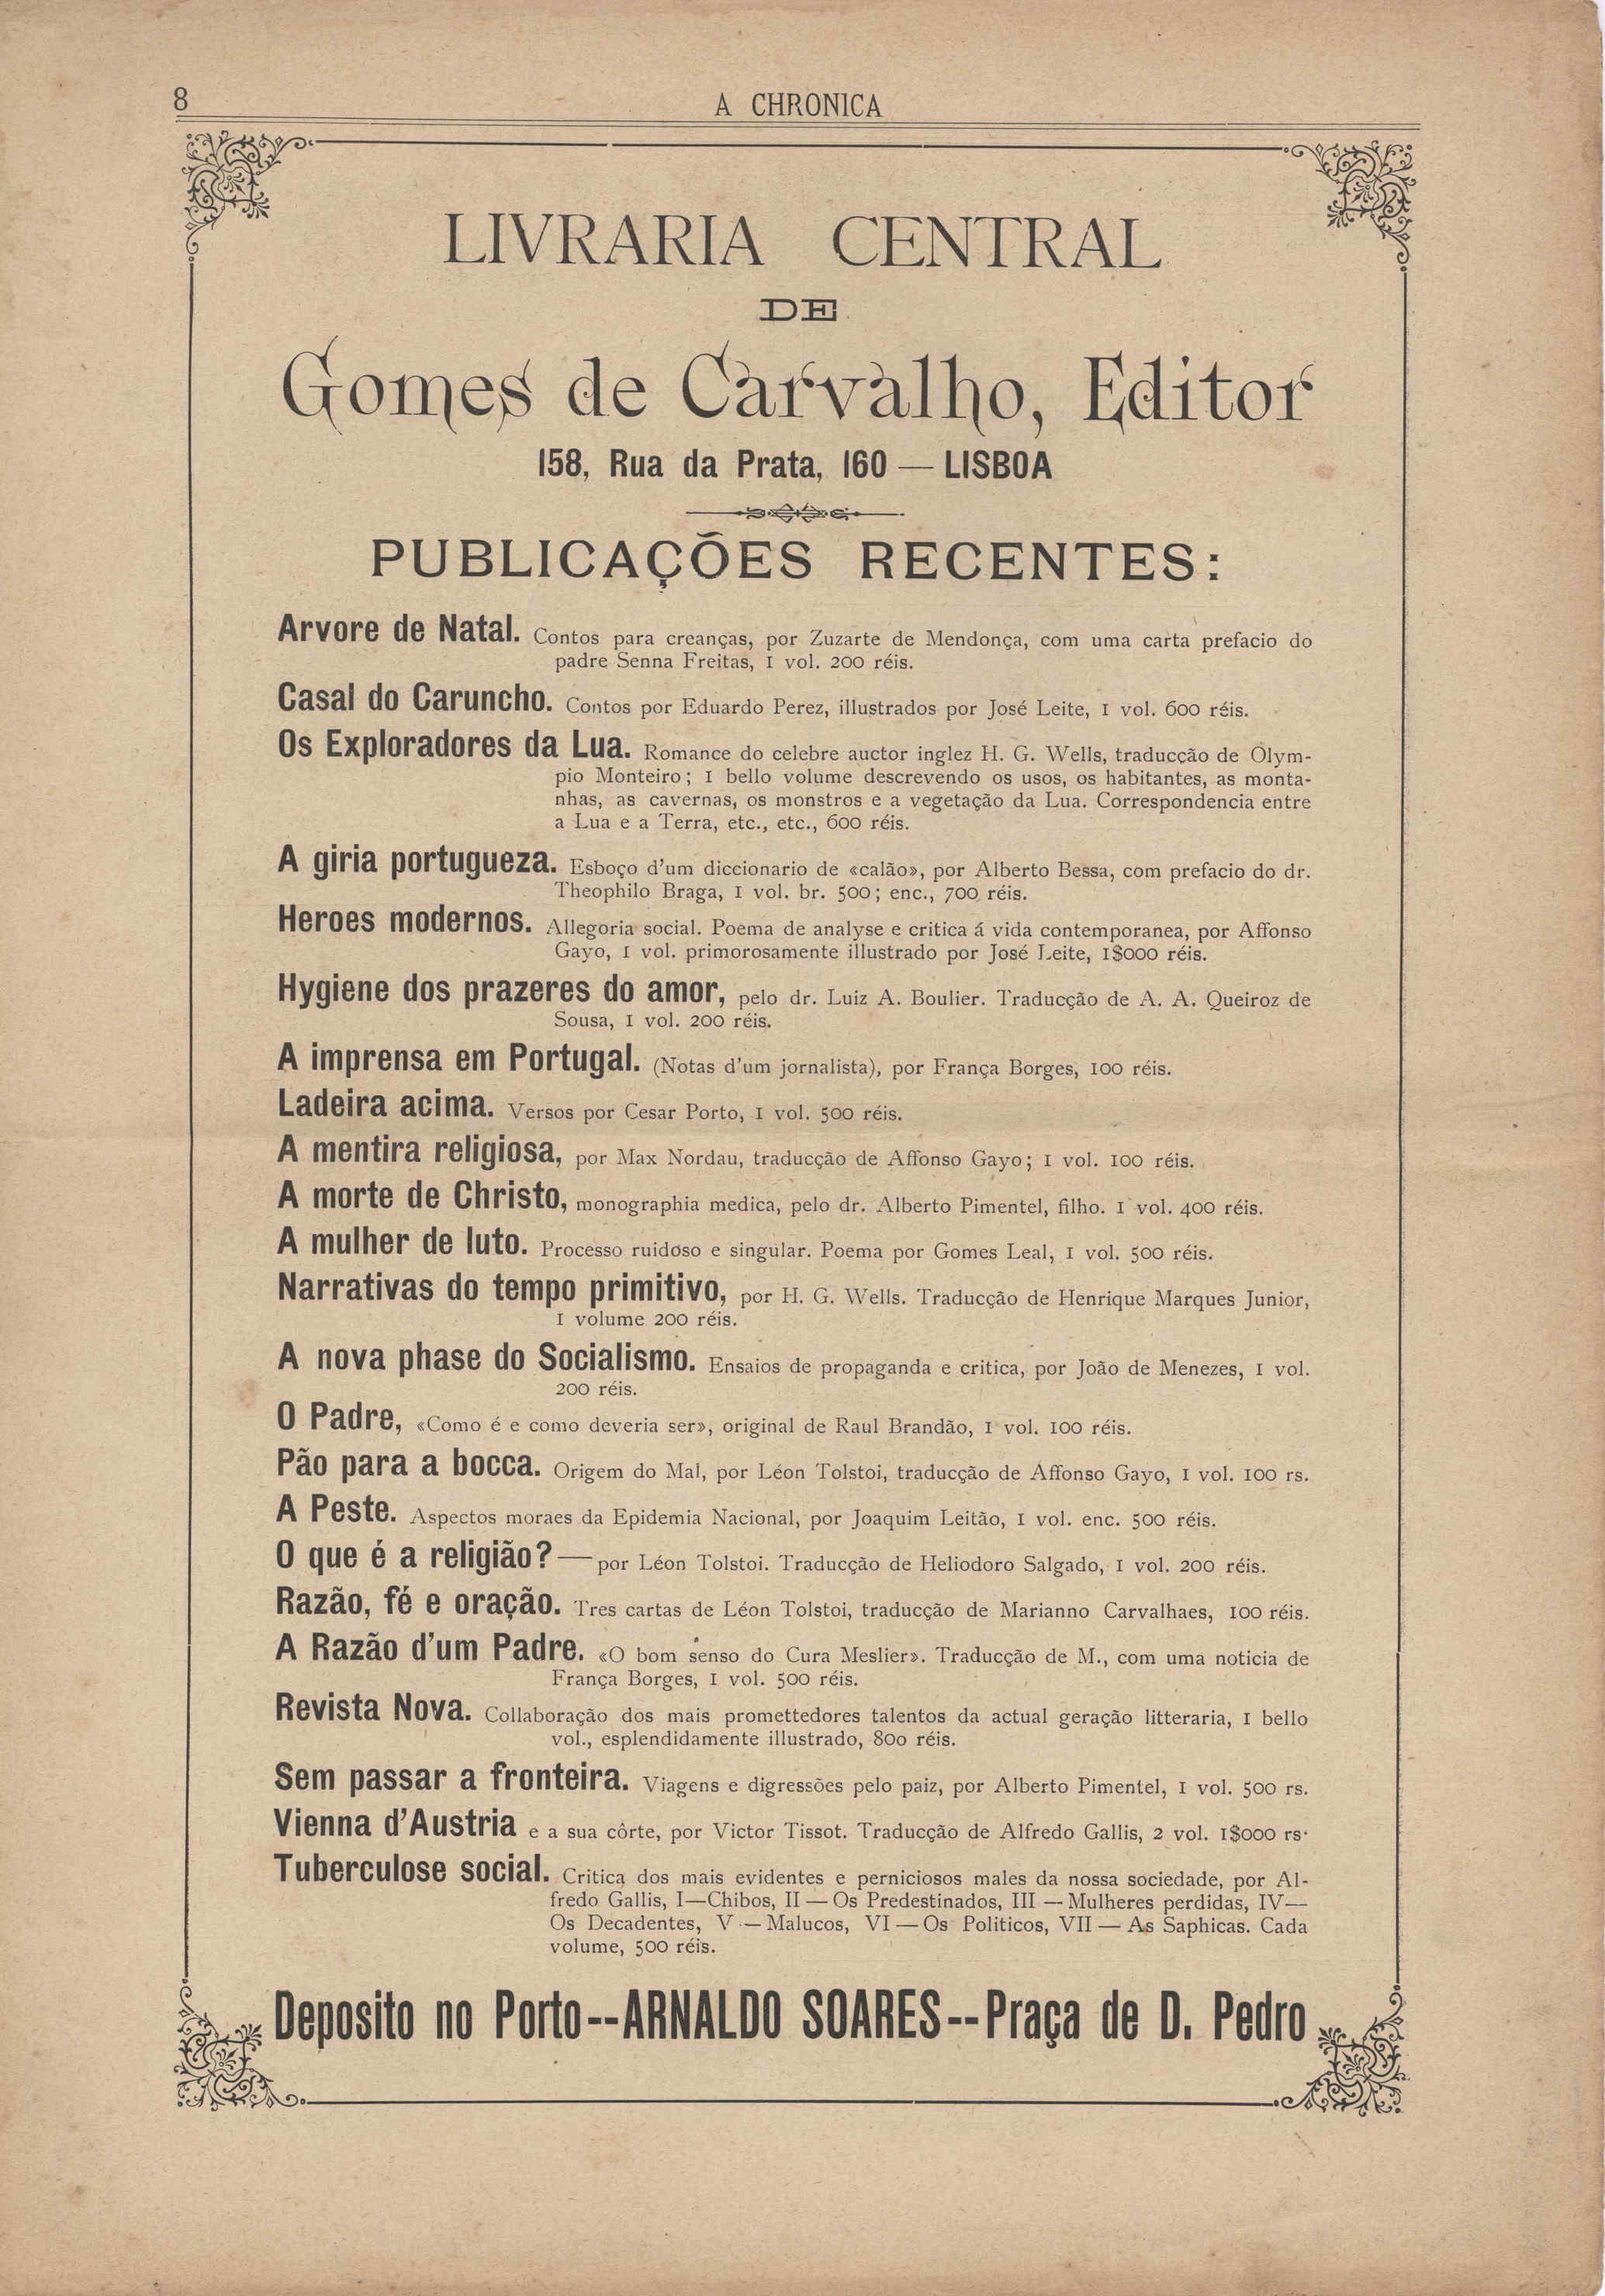 8
A CHRONICA
LIVRARIA CENTRAL
DE
Gomes de Carvalho, Editor
158, Rua da Prata, 160 — LISBOA
PUBLICAÇÕES RECENTES:
Arvore de Natal. Contos para creanças, por Zuzarte de Mendonça, com uma carta prefacio do
padre Senna Freitas, 1 vol. 200 réis.
Casal do Caruncho. Contos por Eduardo Perez, illustrados por José Leite, 1 vol. 600 réis.
Os Exploradores da Lua. Romance do celebre auctor inglez H. G. Wells, traducção de Olym-
pio Monteiro; 1 bello volume descrevendo os usos, os habitantes, as monta-
nhas, as cavernas, os monstros e a vegetação da Lua. Correspondencia entre
a Lua e a Terra, etc., etc., 600 réis.
A giria portugueza. Esboço d'um diccionario de «calão», por Alberto Bessa, com prefacio do dr.
Theophilo Braga, 1 vol. br. 500; enc., 700 réis.
Heroes modernos. Allegoria social. Poema de analyse e critica á vida contemporanea, por Affonso
Gayo, 1 vol. primorosamente illustrado por José Leite, 1$000 réis.
Hygiene dos prazeres do amor, pelo dr. Luiz A. Boulier. Traducção de A. A. Queiroz de
Sousa, 1 vol. 200 réis.
A imprensa em Portugal. (Notas d'um jornalista), por França Borges, 100 réis.
Ladeira acima. Versos por Cesar Porto, 1 vol. 500 réis.
A mentira religiosa, por Max Nordau, traducção de Affonso Gayo; 1 vol. 100 réis.
A morte de Christo, monographia medica, pelo dr. Alberto Pimentel, filho. 1 vol. 400 réis.
A mulher de luto. Processo ruidoso e singular. Poema por Gomes Leal, 1 vol. 500 réis.
Narrativas do tempo primitivo, por H. G. Wells. Traducção de Henrique Marques Junior,
1 volume 200 réis.
A nova phase do Socialismo. Ensaios de propaganda e critica, por João de Menezes, 1 vol.
200 réis.
O Padre, «Como é e como deveria ser», original de Raul Brandão, 1 vol. 100 réis.
Pão para a bocca. Origem do Mal, por Léon Tolstoi, traducção de Affonso Gayo, 1 vol. 100 rs.
A Peste. Aspectos moraes da Epidemia Nacional, por Joaquim Leitão, 1 vol. enc. 500 réis.
O que é a religião? — por Léon Tolstoi. Traducção de Heliodoro Salgado, 1 vol. 200 réis.
Razão, fé e oração. Tres cartas de Léon Tolstoi, traducção de Marianno Carvalhaes, 100 réis.
A Razão d'um Padre. «O bom senso do Cura Meslier». Traducção de M., com uma noticia de
França Borges, 1 vol. 500 réis.
Revista Nova. Collaboração dos mais promettedores talentos da actual geração litteraria, 1 bello
vol., esplendidamente illustrado, 800 réis.
Sem passar a fronteira. Viagens e digressões pelo paiz, por Alberto Pimentel, 1 vol. 500 rs.
Vienna d'Austria e a sua côrte, por Victor Tissot. Traducção de Alfredo Gallis, 2 vol. 1$000 rs.
Tuberculose social. Critica dos mais evidentes e perniciosos males da nossa sociedade, por Al-
fredo Gallis, I—Chibos, II — Os Predestinados, III — Mulheres perdidas, IV—
Os Decadentes, V — Malucos, VI — Os Politicos, VII — As Saphicas. Cada
volume, 500 réis.
Deposito no Porto--ARNALDO SOARES--Praça de D. Pedro